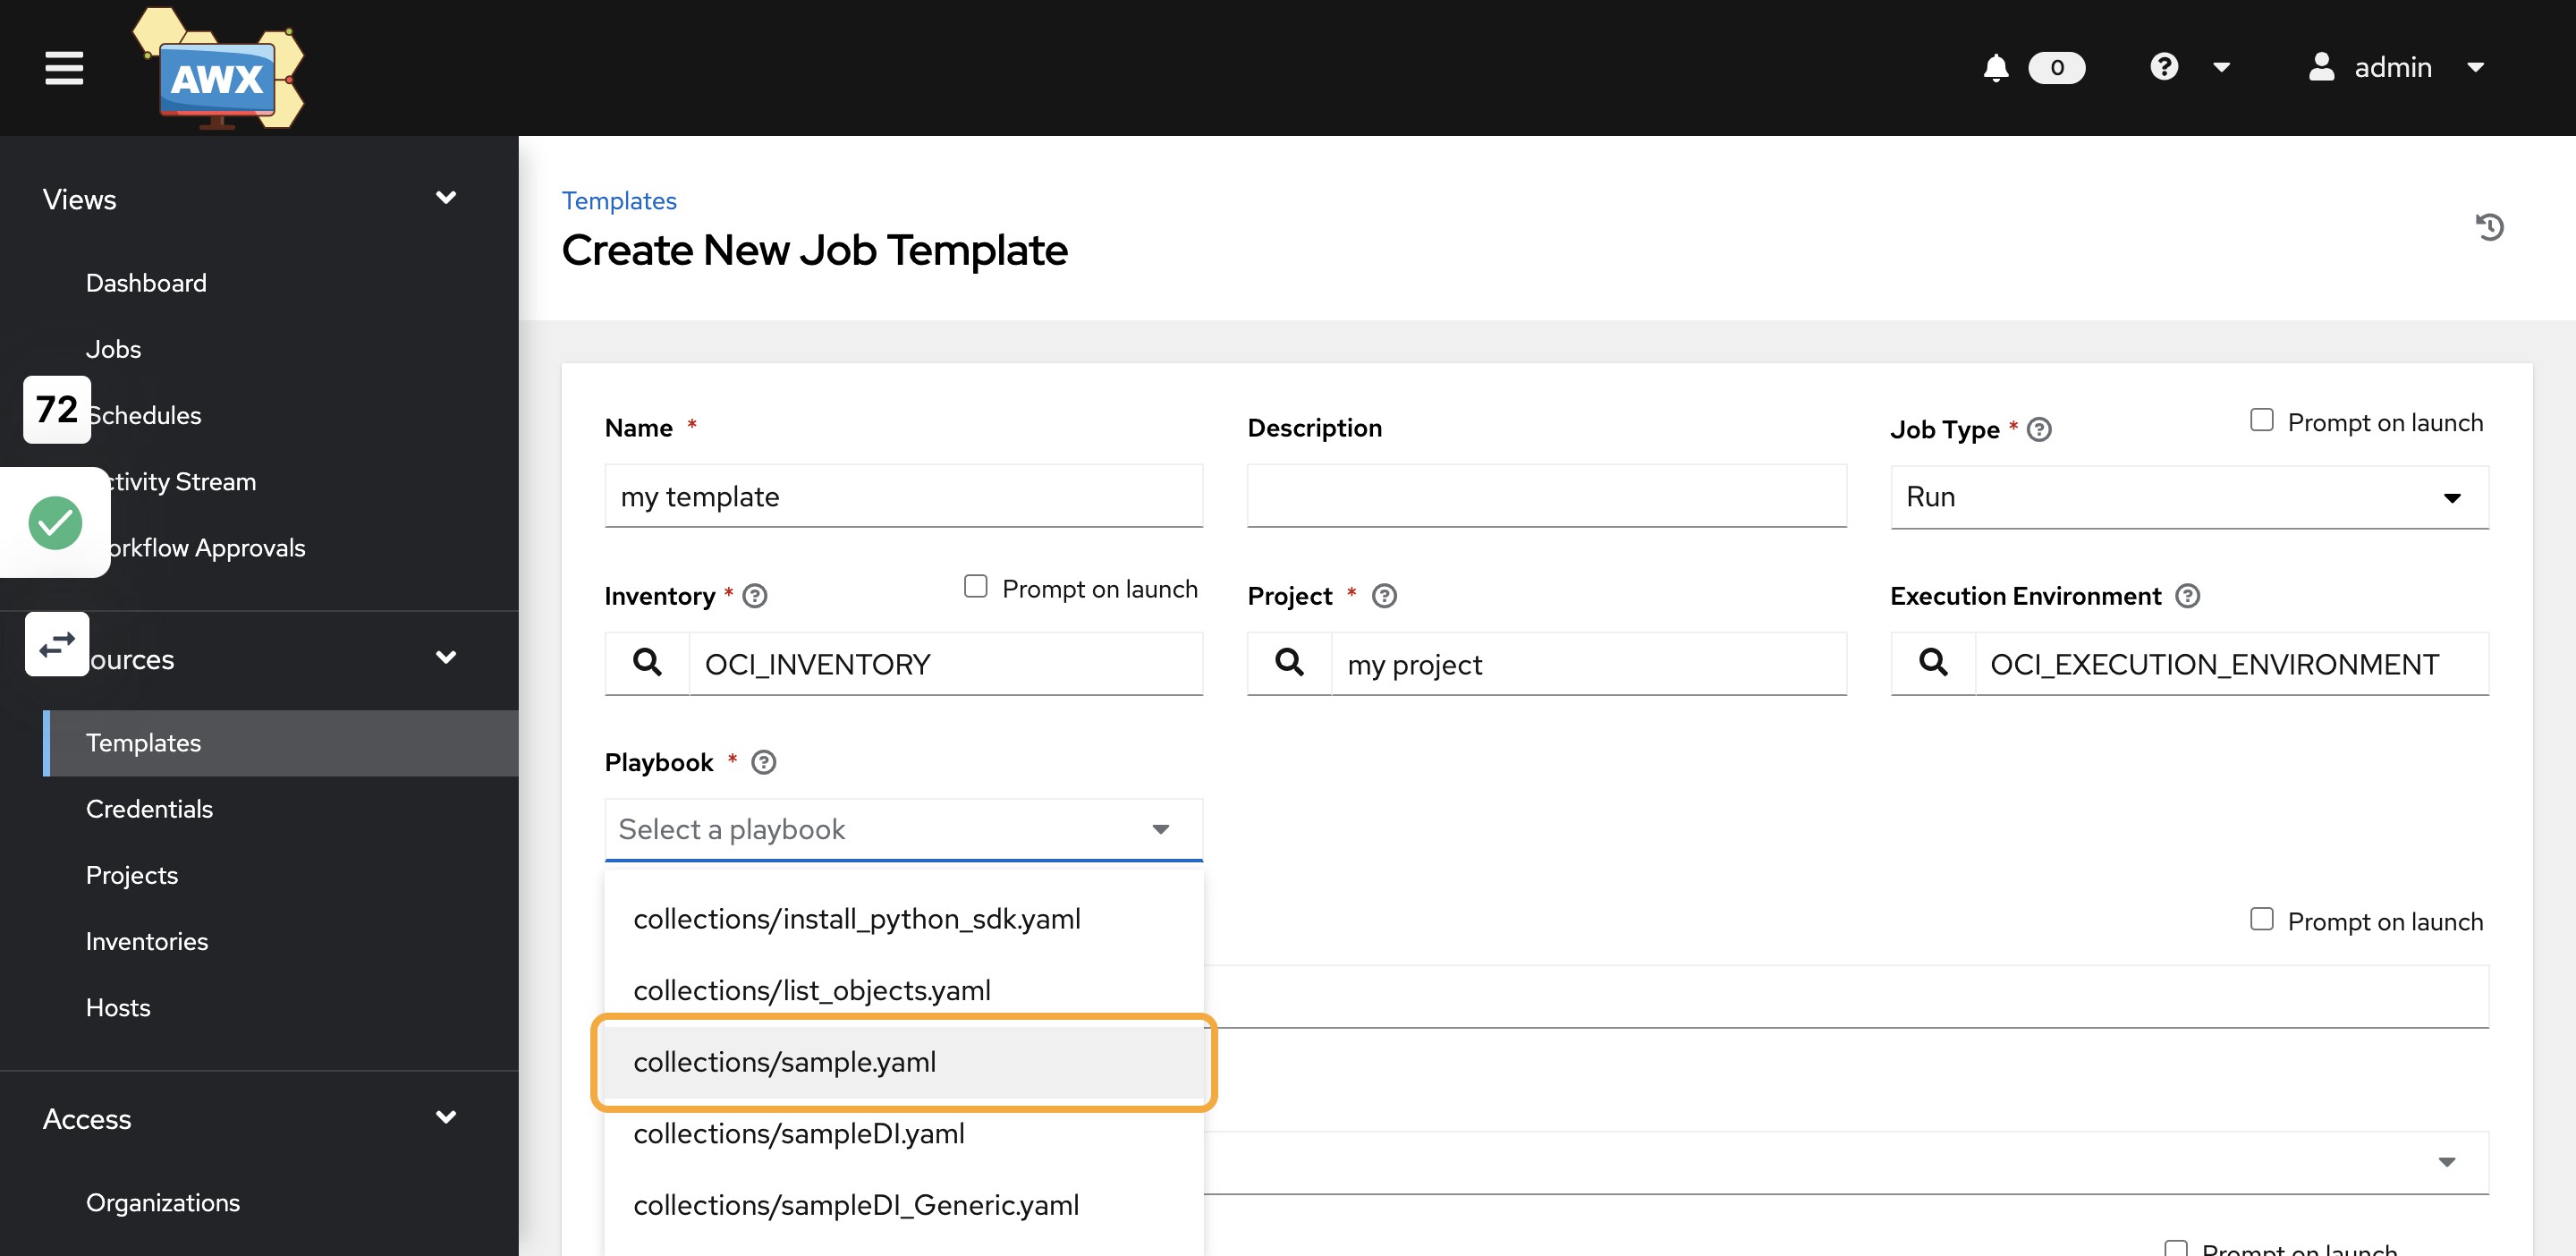 AWX
0
admin
Views
Dashboard
Jobs
72
Schedules
ctivity Stream
orkflow Approvals
ources
Templates
Credentials
Projects
Inventories
Hosts
Access
Organizations
Templates
Create New Job Template
Name *
Description
Job Type *
Prompt on launch
my template
Run
Inventory *
Prompt on launch
Project *
Execution Environment
OCI_INVENTORY
my project
OCI_EXECUTION_ENVIRONMENT
Playbook *
Select a playbook
collections/install_python_sdk.yaml
Prompt on launch
collections/list_objects.yaml
collections/sample.yaml
collections/sampleDI.yaml
collections/sampleDI_Generic.yaml
Prompt on launch